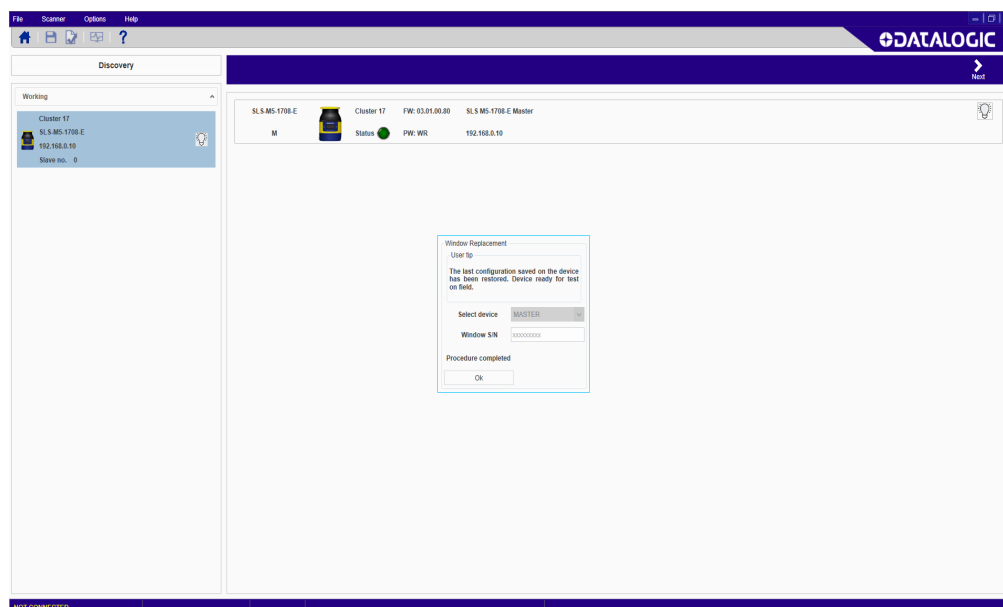 File Scanner Options Help
DATALOGIC
Discovery
Next
Working
Cluster 17
SLS-M5-1708-E
192.168.0.10
Slave no. 0
SLS-M5-1708-E Cluster 17 FW: 03.01.00.80 SLS M5-1708-E Master
M Status PW: WR 192.168.0.10
Window Replacement
User tip
The last configuration saved on the device
has been restored. Device ready for test
on field.
Select device MASTER
Window S/N xxxxxxxxx
Procedure completed
Ok
NOT CONNECTED